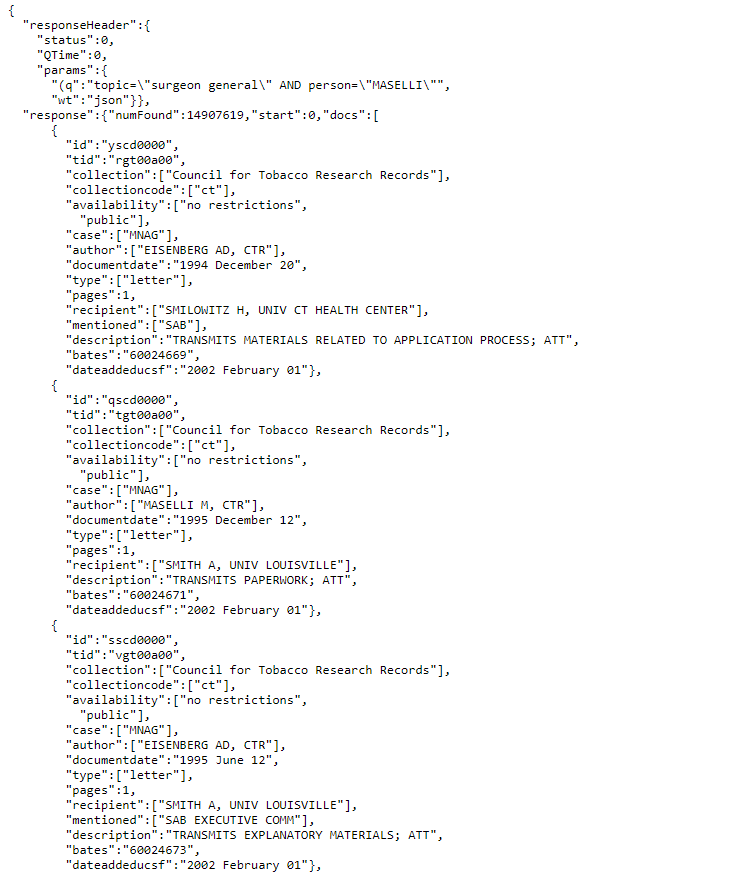 {
  "responseHeader":{
    "status":0,
    "QTime":0,
    "params":{
      "(q":"topic=\"surgeon general\" AND person=\"MASELLI\"",
      "wt":"json"}},
  "response":{"numFound":14907619,"start":0,"docs":[
      {
        "id":"yscd0000",
        "tid":"rgt00a00",
        "collection":["Council for Tobacco Research Records"],
        "collectioncode":["ct"],
        "availability":["no restrictions",
          "public"],
        "case":["MNAG"],
        "author":["EISENBERG AD, CTR"],
        "documentdate":"1994 December 20",
        "type":["letter"],
        "pages":1,
        "recipient":["SMILOWITZ H, UNIV CT HEALTH CENTER"],
        "mentioned":["SAB"],
        "description":"TRANSMITS MATERIALS RELATED TO APPLICATION PROCESS; ATT",
        "bates":"60024669",
        "dateaddeducsf":"2002 February 01"},
      {
        "id":"qscd0000",
        "tid":"tgt00a00",
        "collection":["Council for Tobacco Research Records"],
        "collectioncode":["ct"],
        "availability":["no restrictions",
          "public"],
        "case":["MNAG"],
        "author":["MASELLI M, CTR"],
        "documentdate":"1995 December 12",
        "type":["letter"],
        "pages":1,
        "recipient":["SMITH A, UNIV LOUISVILLE"],
        "description":"TRANSMITS PAPERWORK; ATT",
        "bates":"60024671",
        "dateaddeducsf":"2002 February 01"},
      {
        "id":"sscd0000",
        "tid":"vgt00a00",
        "collection":["Council for Tobacco Research Records"],
        "collectioncode":["ct"],
        "availability":["no restrictions",
          "public"],
        "case":["MNAG"],
        "author":["EISENBERG AD, CTR"],
        "documentdate":"1995 June 12",
        "type":["letter"],
        "pages":1,
        "recipient":["SMITH A, UNIV LOUISVILLE"],
        "mentioned":["SAB EXECUTIVE COMM"],
        "description":"TRANSMITS EXPLANATORY MATERIALS; ATT",
        "bates":"60024673",
        "dateaddeducsf":"2002 February 01"},